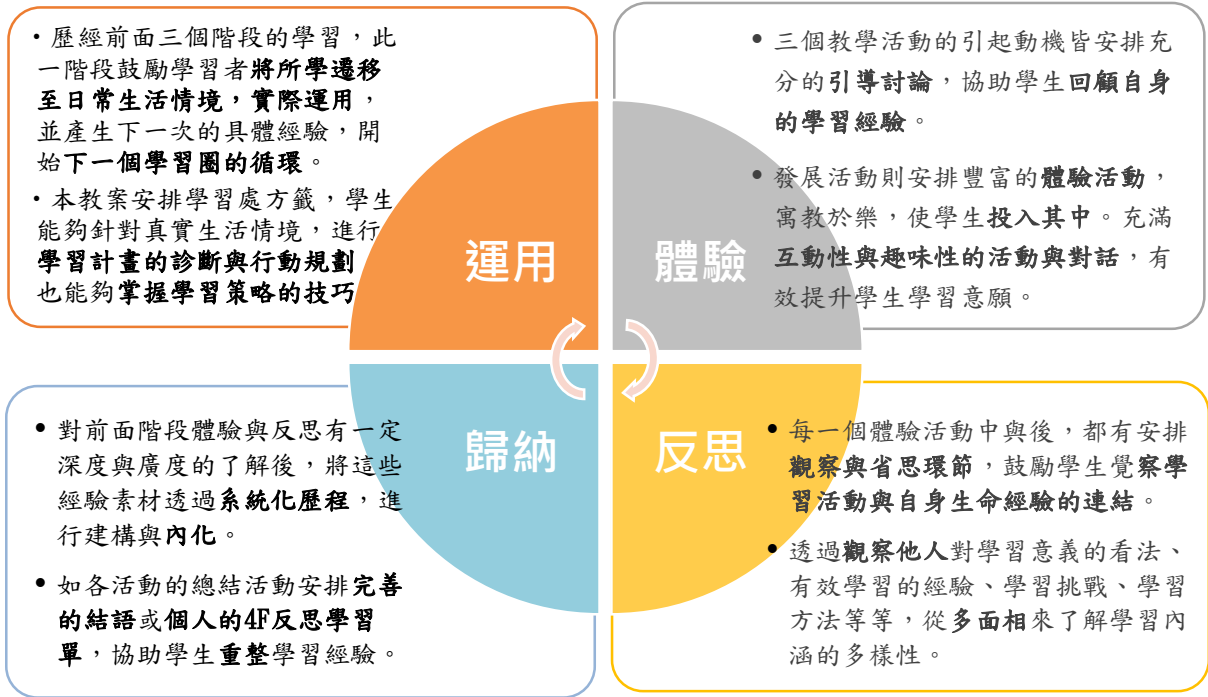 ・歷經前面三個階段的學習，此
一階段鼓勵學習者將所學遷移
至日常生活情境，實際運用，
並產生下一次的具體經驗，開
始下一個學習圈的循環。
・本教案安排學習處方籤，學生
能夠針對真實生活情境，進行
學習計畫的診斷與行動規劃
也能夠掌握學習策略的技巧
運用
體驗
• 三個教學活動的引起動機皆安排充
分的引導討論，協助學生回顧自身
的學習經驗。
• 發展活動則安排豐富的體驗活動，
寓教於樂，使學生投入其中。充滿
互動性與趣味性的活動與對話，有
效提升學生學習意願。
• 對前面階段體驗與反思有一定
深度與廣度的了解後，將這些
經驗素材透過系統化歷程，進
行建構與內化。
• 如各活動的總結活動安排完善
的結語或個人的4F反思學習
單，協助學生重整學習經驗。
歸納
反思
• 每一個體驗活動中與後，都有安排
觀察與省思環節，鼓勵學生覺察學
習活動與自身生命經驗的連結。
• 透過觀察他人對學習意義的看法、
有效學習的經驗、學習挑戰、學習
方法等等，從多面相來了解學習內
涵的多樣性。